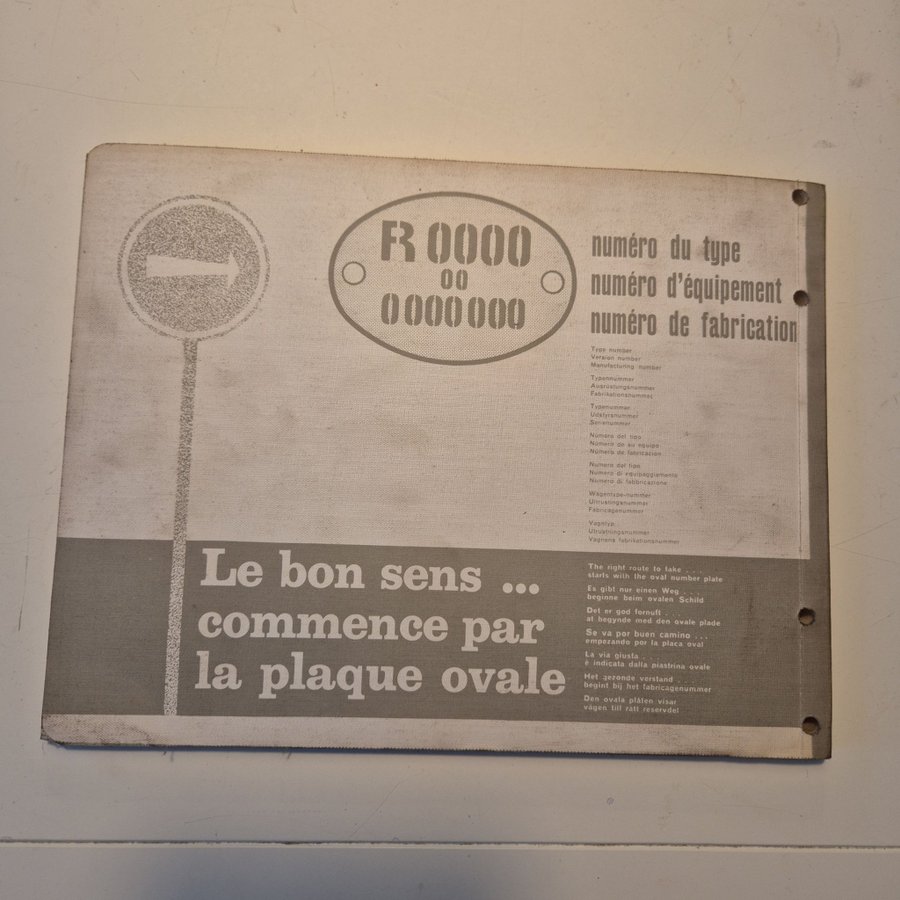 R 0000
00
0 000 000
numéro du type
numéro d'équipement
numéro de fabrication
Type number
Version number
Manufacturing number
Typennummer
Ausrüstungsnummer
Fabrikationsnummer
Typenummer
Udstyrsnummer
Serienummer
Número del tipo
Número de su equipo
Número de fabricación
Numero del tipo
Numero di equipaggiamento
Numero di fabbricazione
Wagentype-nummer
Uitrustingsnummer
Fabricagenummer
Vagntyp
Utrustningsnummer
Vagnens fabrikationsnummer
Le bon sens ...
commence par
la plaque ovale
The right route to take . . .
starts with the oval number plate
Es gibt nur einen Weg . . .
beginne beim ovalen Schild
Det er god fornuft .
at begynde med den ovale plade
Se va por buen camino . . .
empezando por la placa oval
La via giusta . .
è indicata dalla piastrina ovale
Het gezonde verstand . . .
begint bij het fabricagenummer
Den ovala plåten visar
vägen till rätt reservdel